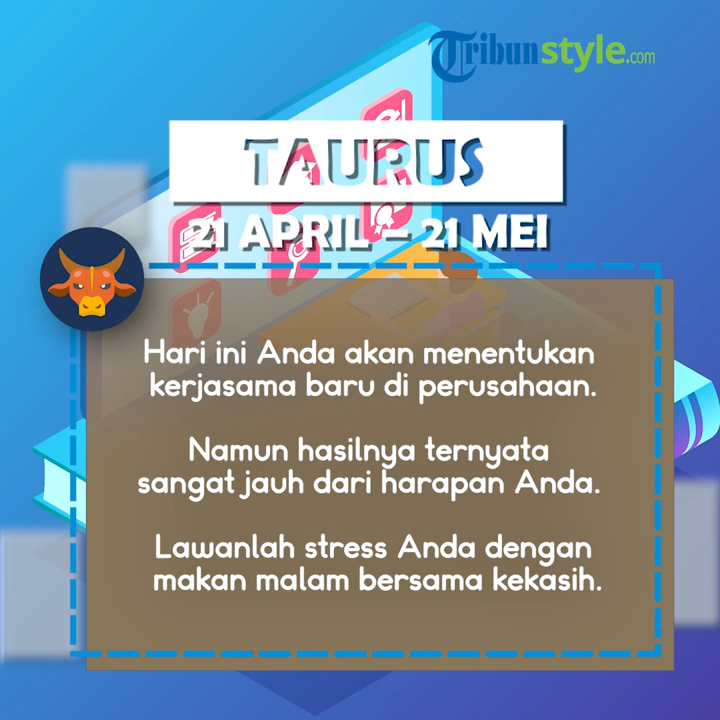 Tribunstyle.com
TAURUS
21 APRIL – 21 MEI
Hari ini Anda akan menentukan
kerjasama baru di perusahaan.
Namun hasilnya ternyata
sangat jauh dari harapan Anda.
Lawanlah stress Anda dengan
makan malam bersama kekasih.